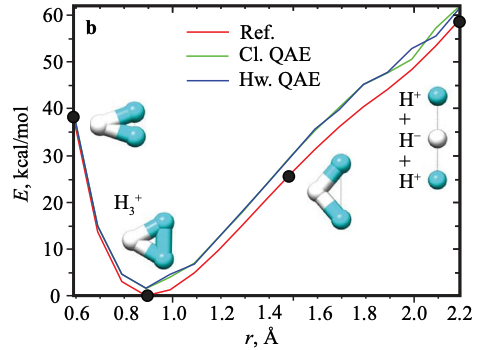 b
Ref.
Cl. QAE
Hw. QAE
60
50
40
30
20
10
0
E, kcal/mol
H₃⁺
H⁺
+
H⁻
+
H⁺
0.6 0.8 1.0 1.2 1.4 1.6 1.8 2.0 2.2
r, Å